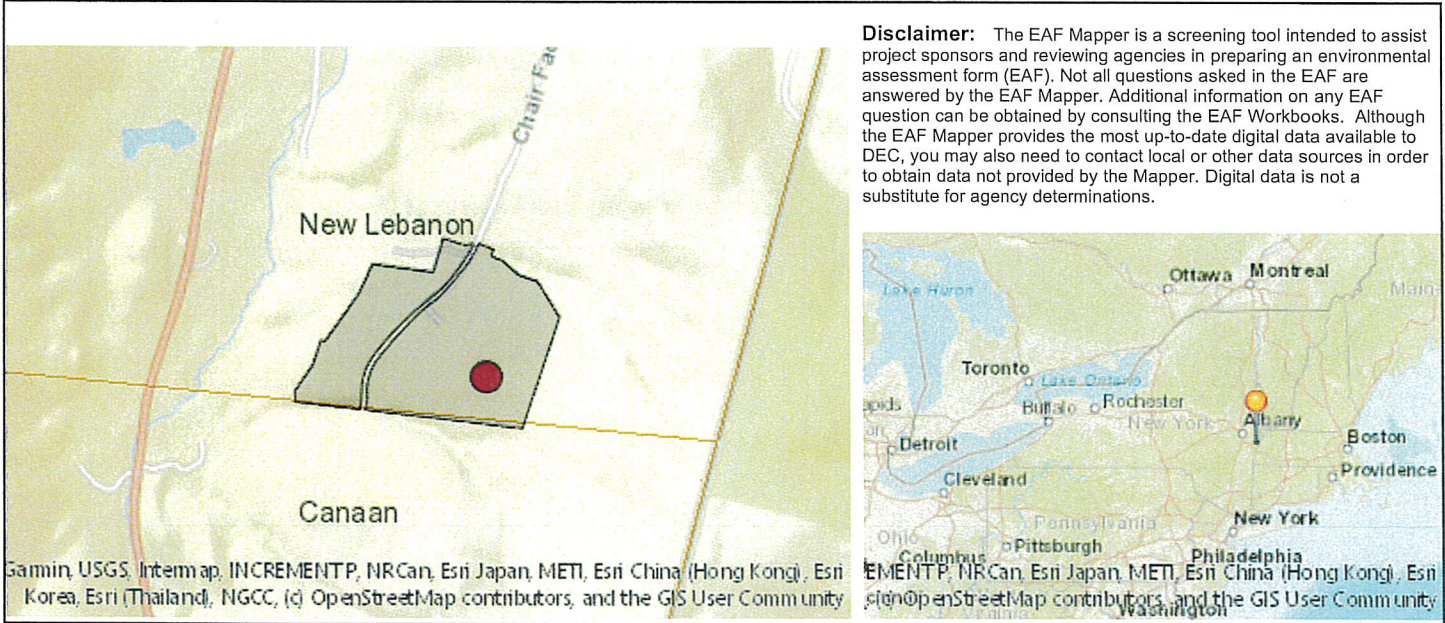 Disclaimer: The EAF Mapper is a screening tool intended to assist
project sponsors and reviewing agencies in preparing an environmental
assessment form (EAF). Not all questions asked in the EAF are
answered by the EAF Mapper. Additional information on any EAF
question can be obtained by consulting the EAF Workbooks. Although
the EAF Mapper provides the most up-to-date digital data available to
DEC, you may also need to contact local or other data sources in order
to obtain data not provided by the Mapper. Digital data is not a
substitute for agency determinations.
Chair Fac
New Lebanon
Canaan
Garmin, USGS, Intermap, INCREMENT P, NRCan, Esri Japan, METI, Esri China (Hong Kong), Esri
Korea, Esri (Thailand), NGCC, (c) OpenStreetMap contributors, and the GIS User Community
Ottawa
Montreal
Lake Huron
Main
Toronto
Lake Ontario
apids
Buffalo
Rochester
New York
Albany
Detroit
Boston
Cleveland
Providence
Pennsylvania
New York
Ohio
Columbus
Pittsburgh
Philadelphia
EMENT P, NRCan, Esri Japan, METI, Esri China (Hong Kong), Esri
OpenStreetMap contributors, and the GIS User Community
Washington
Virginia